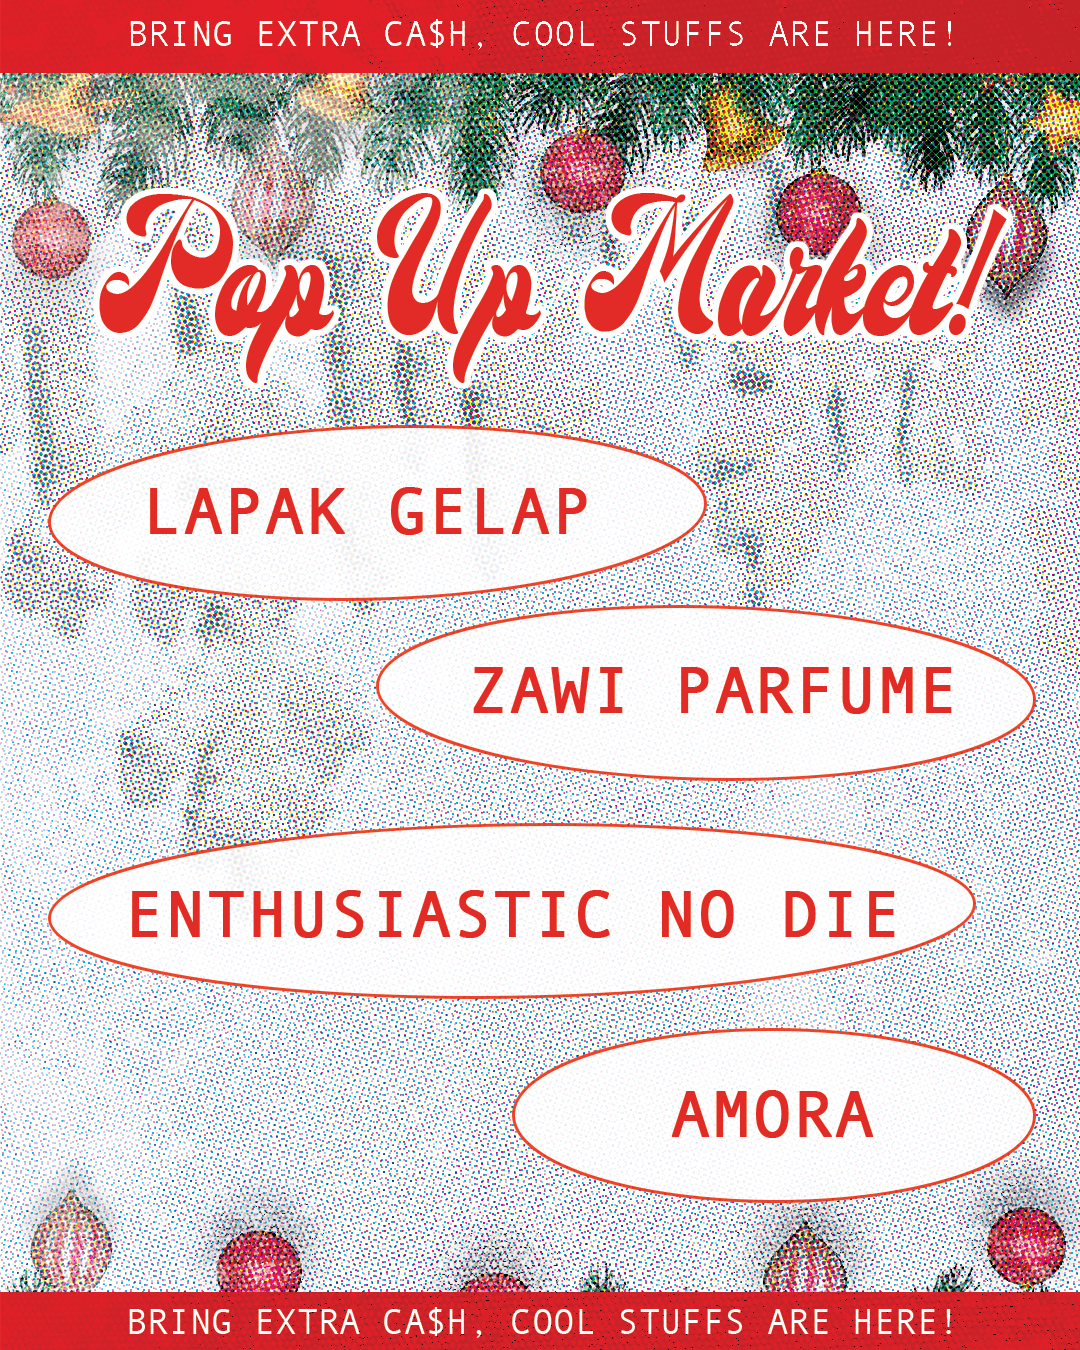 BRING EXTRA CA$H, COOL STUFFS ARE HERE!
Pop Up Market!
LAPAK GELAP
ZAWI PARFUME
ENTHUSIASTIC NO DIE
AMORA
BRING EXTRA CA$H, COOL STUFFS ARE HERE!